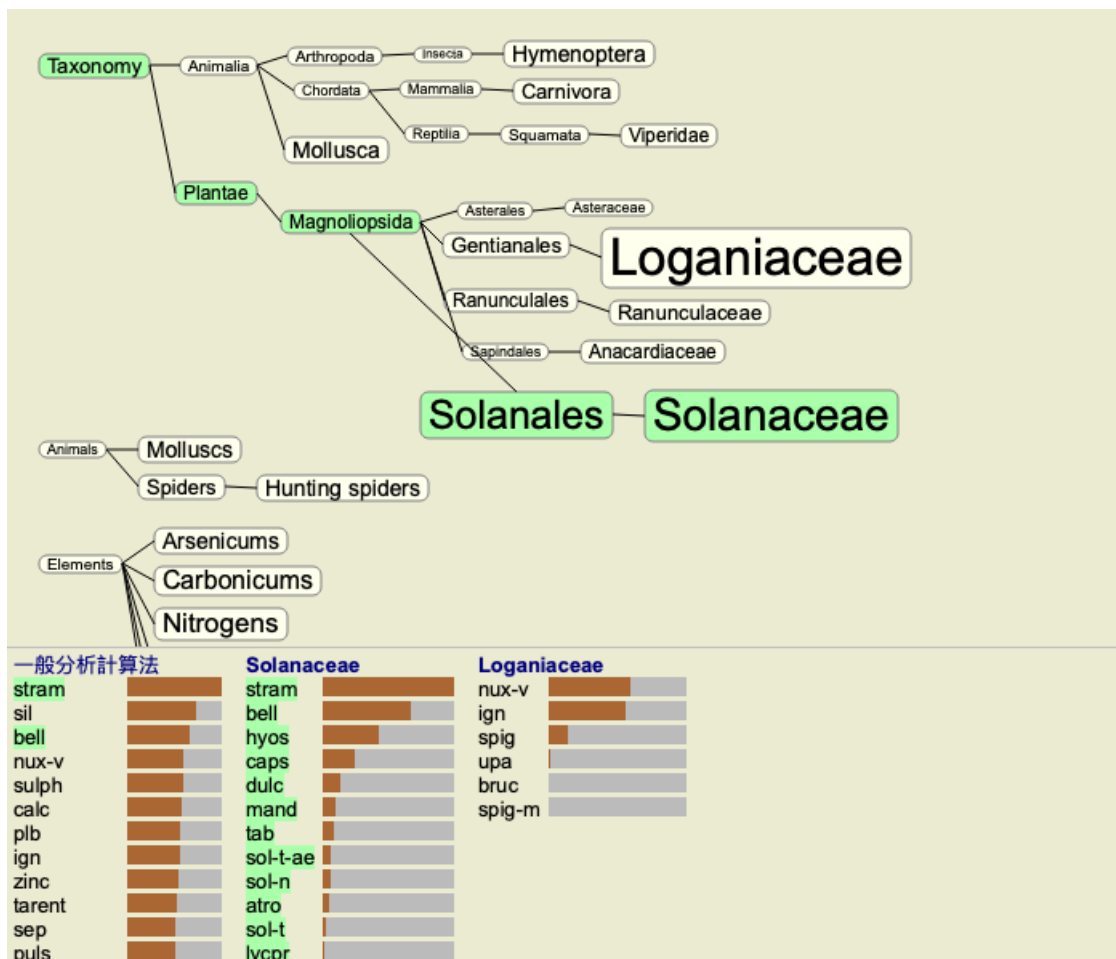 Taxonomy
Animalia
Arthropoda
Insecta
Hymenoptera
Chordata
Mammalia
Carnivora
Reptilia
Squamata
Viperidae
Mollusca
Plantae
Magnoliopsida
Asterales
Asteraceae
Gentianales
Loganiaceae
Ranunculales
Ranunculaceae
Sapindales
Anacardiaceae
Solanales
Solanaceae
Animals
Molluscs
Spiders
Hunting spiders
Elements
Arsenicums
Carbonicums
Nitrogens
一般分析計算法
stram
sil
bell
nux-v
sulph
calc
plb
ign
zinc
tarent
sep
puls
Solanaceae
stram
bell
hyos
caps
dulc
mand
tab
sol-t-ae
sol-n
atro
sol-t
lycpr
Loganiaceae
nux-v
ign
spig
upa
bruc
spig-m